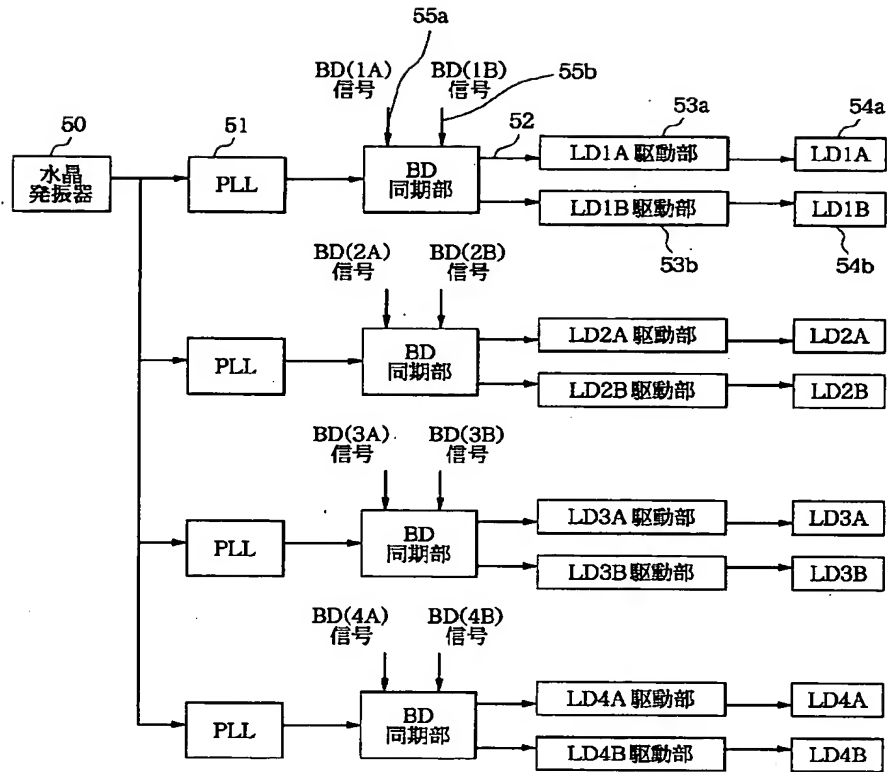 55a
BD(1A)
信号
BD(1B)
信号
55b
50
51
52
53a
54a
水晶
発振器
PLL
BD
同期部
LD1A 駆動部
LD1A
LD1B 駆動部
LD1B
53b
54b
BD(2A)
信号
BD(2B)
信号
PLL
BD
同期部
LD2A 駆動部
LD2A
LD2B 駆動部
LD2B
BD(3A)
信号
BD(3B)
信号
PLL
BD
同期部
LD3A 駆動部
LD3A
LD3B 駆動部
LD3B
BD(4A)
信号
BD(4B)
信号
PLL
BD
同期部
LD4A 駆動部
LD4A
LD4B 駆動部
LD4B